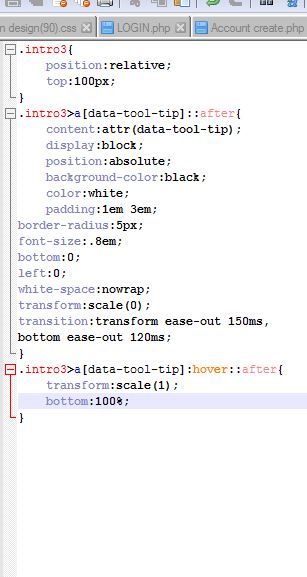 n design(90).css
LOGIN.php
Account create.php
.intro3{
position:relative;
top:100px;
}
.intro3>a[data-tool-tip]::after{
content:attr(data-tool-tip);
display:block;
position:absolute;
background-color:black;
color:white;
padding:1em 3em;
border-radius:5px;
font-size:.8em;
bottom:0;
left:0;
white-space:nowrap;
transform:scale(0);
transition:transform ease-out 150ms,
bottom ease-out 120ms;
}
.intro3>a[data-tool-tip]:hover::after{
transform:scale(1);
bottom:100%;
}